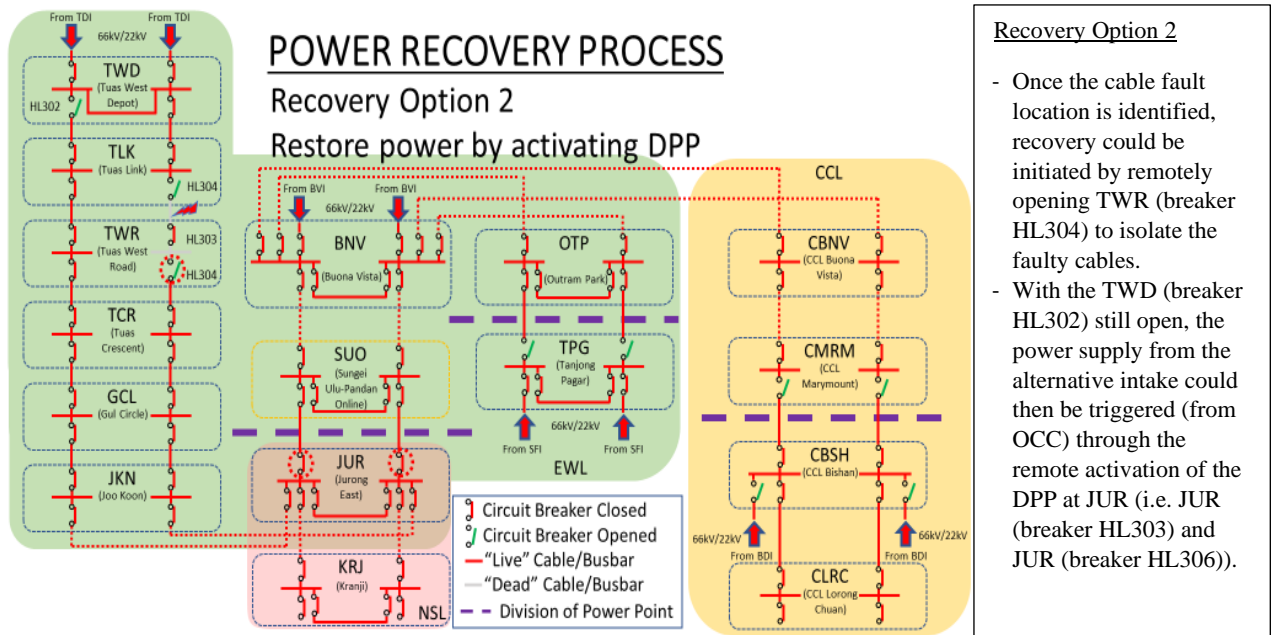 From TDI
From TDI
66kV/22kV
TWD
(Tuas West
Depot)
HL302
TLK
(Tuas Link)
HL304
TWR
(Tuas West
Road)
HL303
HL304
TCR
(Tuas
Crescent)
GCL
(Gul Circle)
JKN
(Joo Koon)
POWER RECOVERY PROCESS
Recovery Option 2
Restore power by activating DPP
From BVI
From BVI
66kV/22kV
BNV
(Buona Vista)
OTP
(Outram Park)
SUO
(Sungei
Ulu-Pandan
Online)
TPG
(Tanjong
Pagar)
From SFI
66kV/22kV
From SFI
EWL
JUR
(Jurong
East)
KRJ
(Kranji)
NSL
Circuit Breaker Closed
Circuit Breaker Opened
“Live” Cable/Busbar
“Dead” Cable/Busbar
Division of Power Point
CCL
CBNV
(CCL Buona
Vista)
CMRM
(CCL
Marymount)
CBSH
(CCL Bishan)
66kV/22kV
From BDI
66kV/22kV
From BDI
CLRC
(CCL Lorong
Chuan)
Recovery Option 2
- Once the cable fault
location is identified,
recovery could be
initiated by remotely
opening TWR (breaker
HL304) to isolate the
faulty cables.
- With the TWD (breaker
HL302) still open, the
power supply from the
alternative intake could
then be triggered (from
OCC) through the
remote activation of the
DPP at JUR (i.e. JUR
(breaker HL303) and
JUR (breaker HL306)).